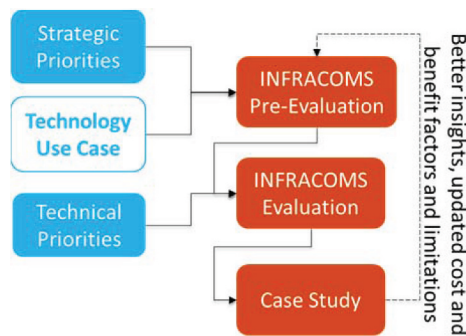 Strategic
Priorities
Technology
Use Case
Technical
Priorities
INFRACOMS
Pre-Evaluation
INFRACOMS
Evaluation
Case Study
Better insights, updated cost and
benefit factors and limitations